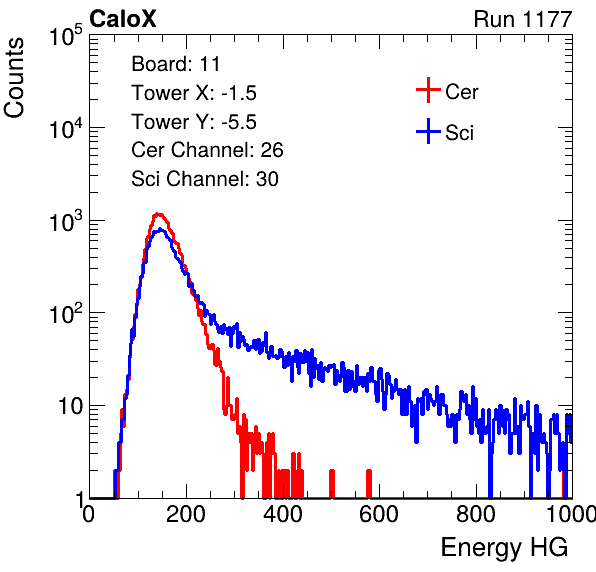 CaloX Run 1177
Counts
10^5
10^4
10^3
10^2
10
1
Board: 11
Tower X: -1.5
Tower Y: -5.5
Cer Channel: 26
Sci Channel: 30
Cer
Sci
0 200 400 600 800 1000
Energy HG